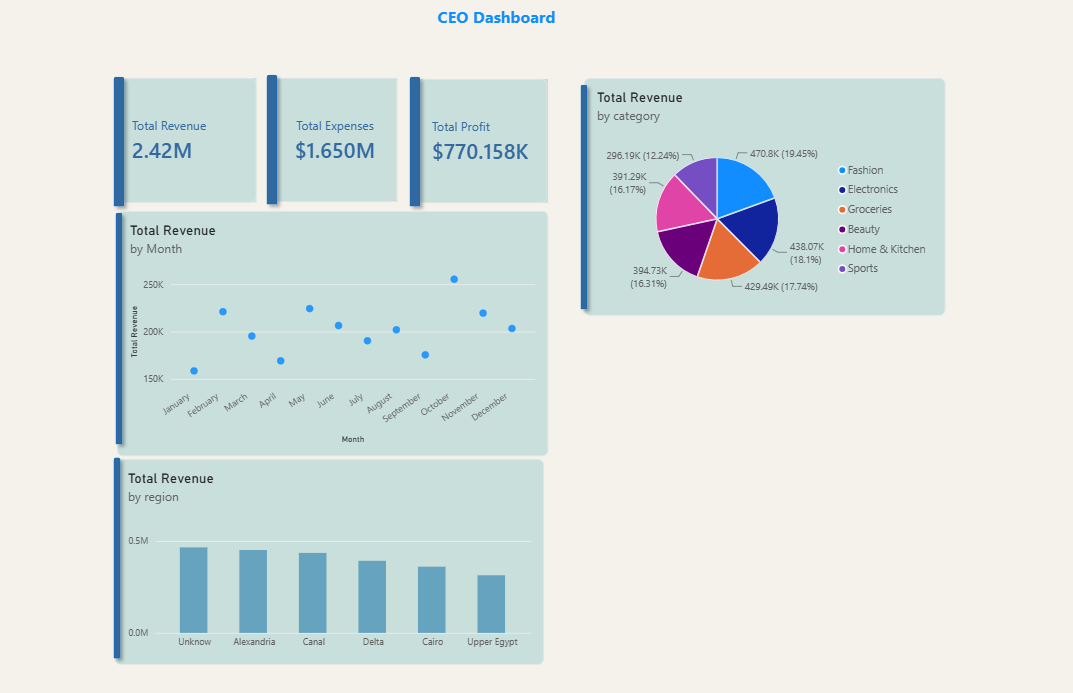 CEO Dashboard
Total Revenue
2.42M
Total Expenses
$1.650M
Total Profit
$770.158K
Total Revenue
by category
296.19K (12.24%)
470.8K (19.45%)
391.29K
(16.17%)
438.07K
(18.1%)
394.73K
(16.31%)
429.49K (17.74%)
Fashion
Electronics
Groceries
Beauty
Home & Kitchen
Sports
Total Revenue
by Month
Total Revenue
250K
200K
150K
January
February
March
April
May
June
July
August
September
October
November
December
Month
Total Revenue
by region
0.5M
0.0M
Unknow
Alexandria
Canal
Delta
Cairo
Upper Egypt